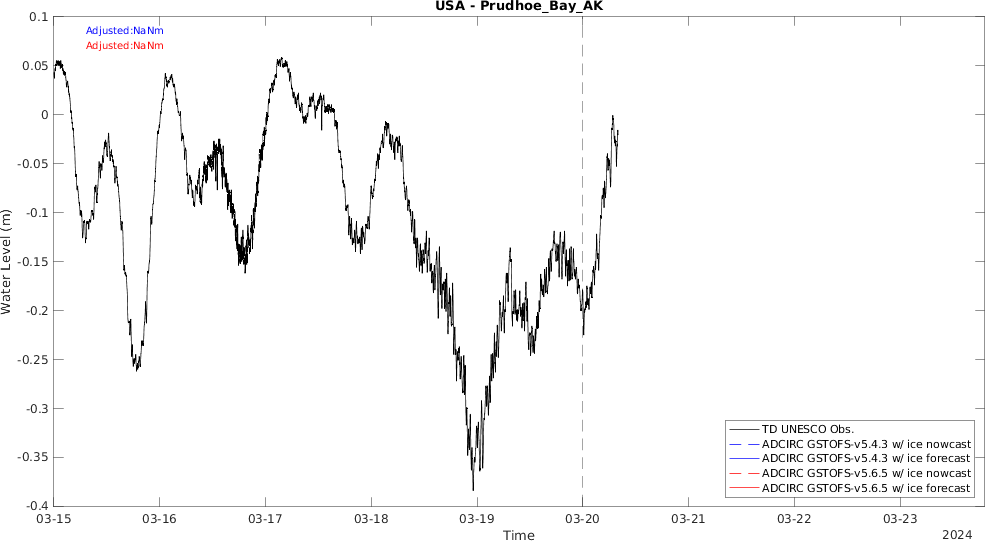 USA - Prudhoe_Bay_AK
Adjusted:NaNm
Adjusted:NaNm
0.1
0.05
0
-0.05
-0.1
-0.15
-0.2
-0.25
-0.3
-0.35
-0.4
Water Level (m)
TD UNESCO Obs.
ADCIRC GSTOFS-v5.4.3 w/ ice nowcast
ADCIRC GSTOFS-v5.4.3 w/ ice forecast
ADCIRC GSTOFS-v5.6.5 w/ ice nowcast
ADCIRC GSTOFS-v5.6.5 w/ ice forecast
03-15 03-16 03-17 03-18 03-19 03-20 03-21 03-22 03-23
Time
2024